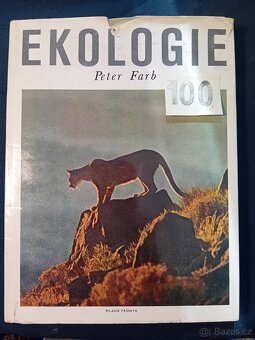 EKOLOGIE
Peter Farb
100
MLADÁ FRONTA
Bazos.cz